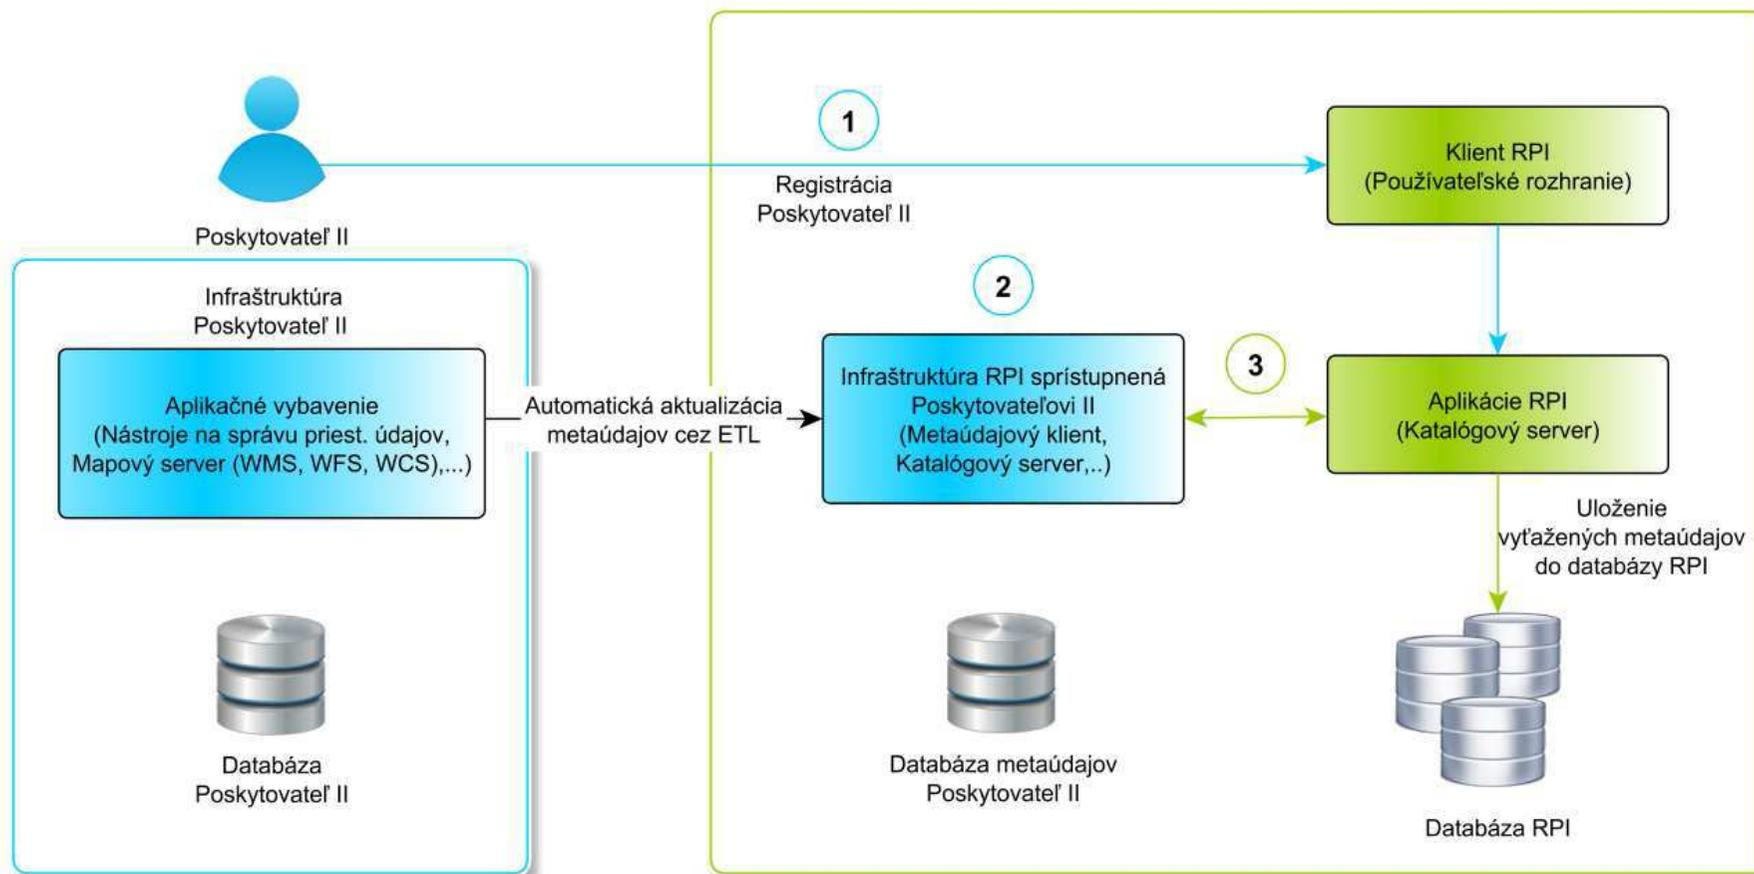 1
Registrácia
Poskytovateľ II
Klient RPI
(Používateľské rozhranie)
Poskytovateľ II
Infraštruktúra
Poskytovateľ II
Aplikačné vybavenie
(Nástroje na správu priest. údajov,
Mapový server (WMS, WFS, WCS),...)
Automatická aktualizácia
metaúdajov cez ETL
2
Infraštruktúra RPI sprístupnená
Poskytovateľovi II
(Metaúdajový klient,
Katalógový server,..)
3
Aplikácie RPI
(Katalógový server)
Uloženie
vyťažených metaúdajov
do databázy RPI
Databáza
Poskytovateľ II
Databáza metaúdajov
Poskytovateľ II
Databáza RPI